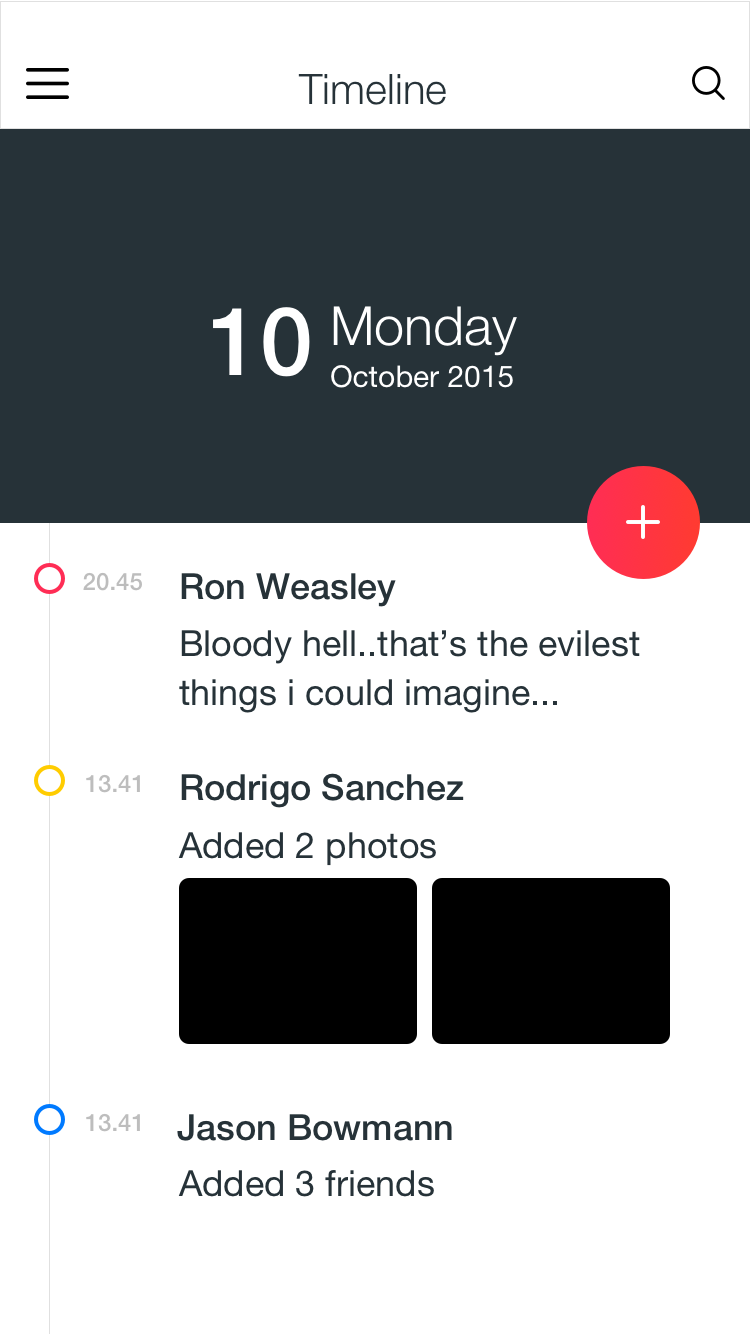 Timeline
10 Monday
October 2015
20.45 Ron Weasley
Bloody hell..that’s the evilest
things i could imagine...
13.41 Rodrigo Sanchez
Added 2 photos
13.41 Jason Bowmann
Added 3 friends